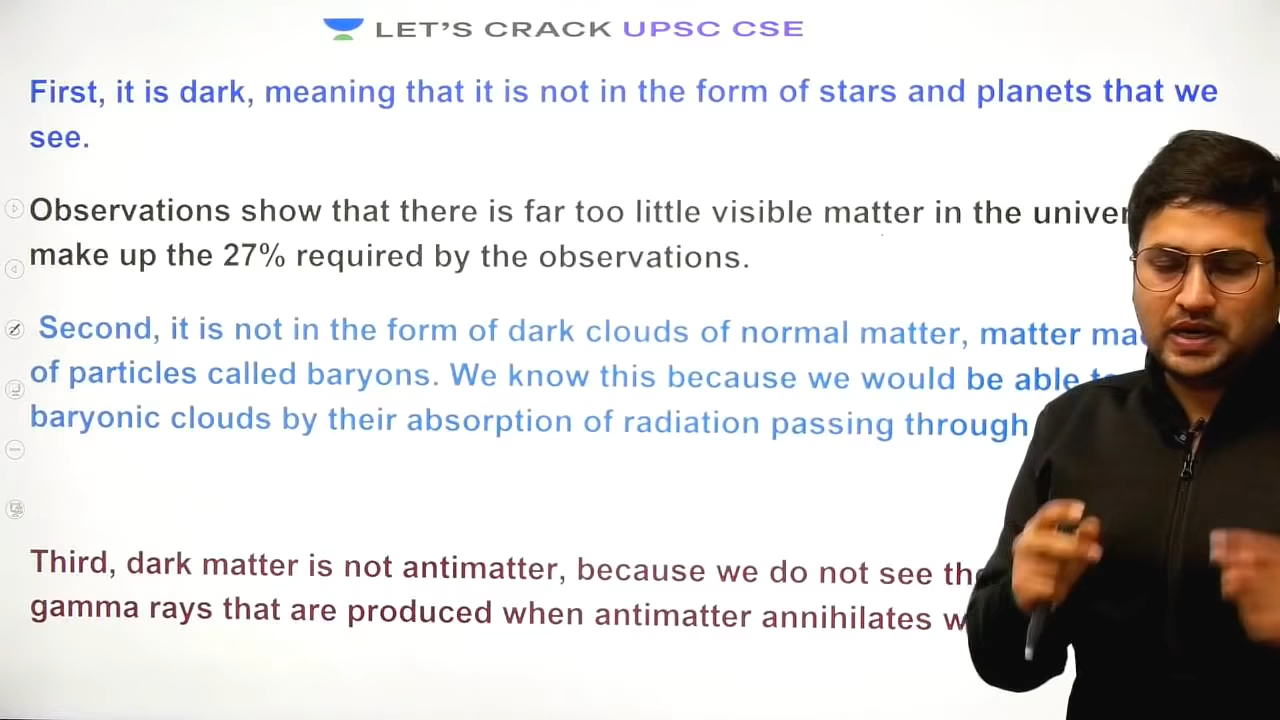 LET'S CRACK UPSC CSE
First, it is dark, meaning that it is not in the form of stars and planets that we
see.
Observations show that there is far too little visible matter in the
make up the 27% required by the observations.
Second, it is not in the form of dark clouds of normal matter, matter
of particles called baryons. We know this because we would be able
baryonic clouds by their absorption of radiation passing through
Third, dark matter is not antimatter, because we do not see
gamma rays that are produced when antimatter annihilates